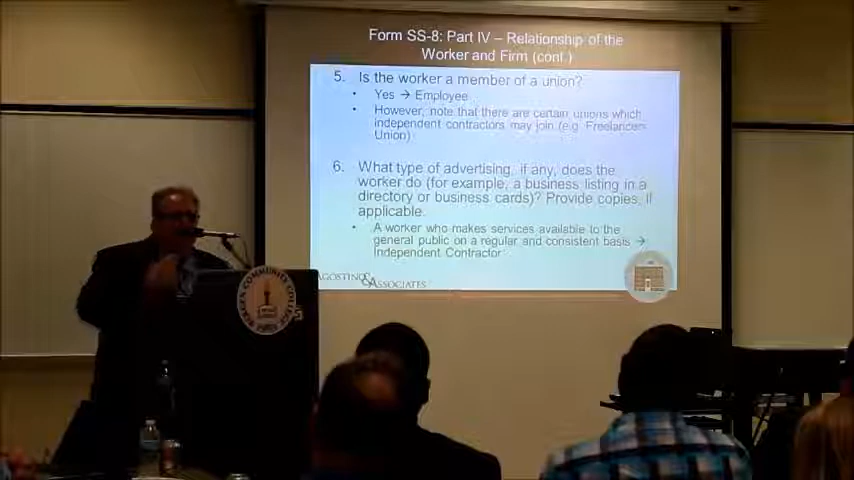 Form SS-8: Part IV – Relationship of the
Worker and Firm (cont.)
5. Is the worker a member of a union?
• Yes → Employee
• However, note that there are certain unions which
independent contractors may join (e.g. Freelancers
Union)
6. What type of advertising, if any, does the
worker do (for example, a business listing in a
directory or business cards)? Provide copies, if
applicable.
• A worker who makes services available to the
general public on a regular and consistent basis →
Independent Contractor
AGOSTINO & ASSOCIATES
BERGEN COMMUNITY COLLEGE